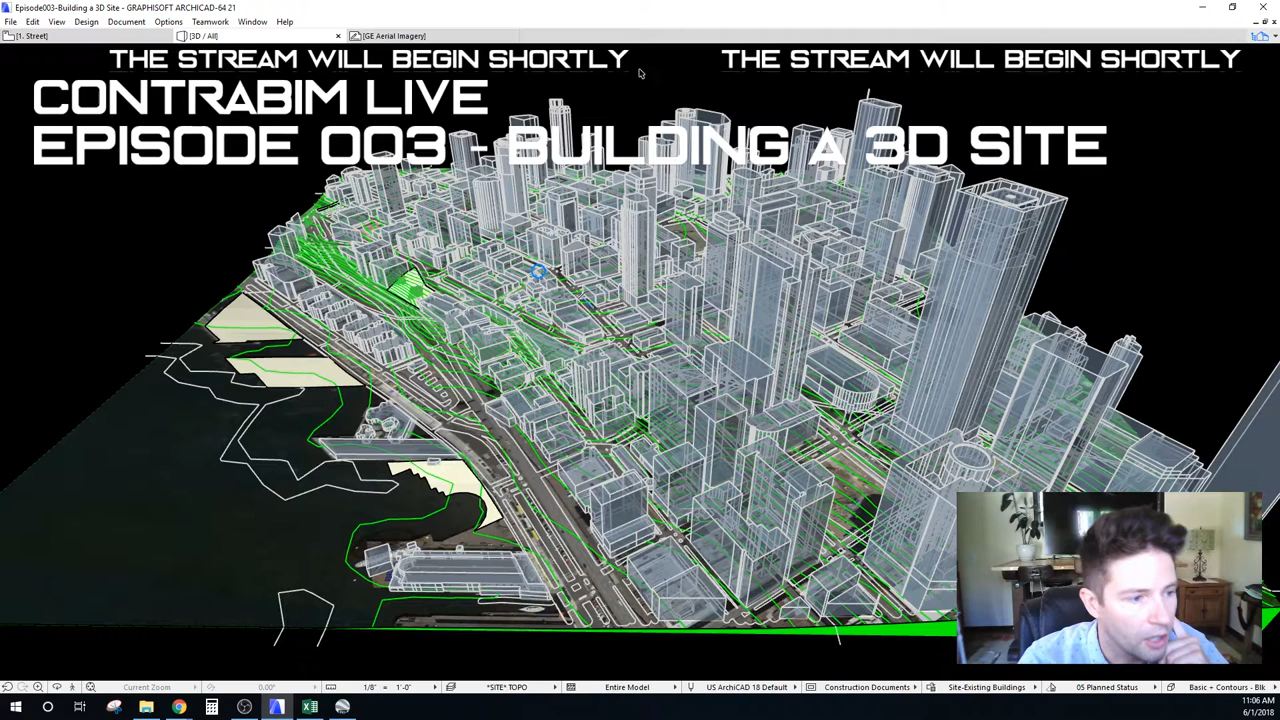 Episode003-Building a 3D Site - GRAPHISOFT ARCHICAD-64 21
File Edit View Design Document Options Teamwork Window Help
[1. Street] [3D / All] [GE Aerial Imagery]
THE STREAM WILL BEGIN SHORTLY THE STREAM WILL BEGIN SHORTLY
CONTRABIM LIVE
EPISODE 003 - BUILDING A 3D SITE
Current Zoom 0.00° 1/8" = 1'-0" *SITE* TOPO Entire Model US ArchiCAD 18 Default Construction Documents Site-Existing Buildings 05 Planned Status Basic + Contours - Blk
11:06 AM
6/1/2018